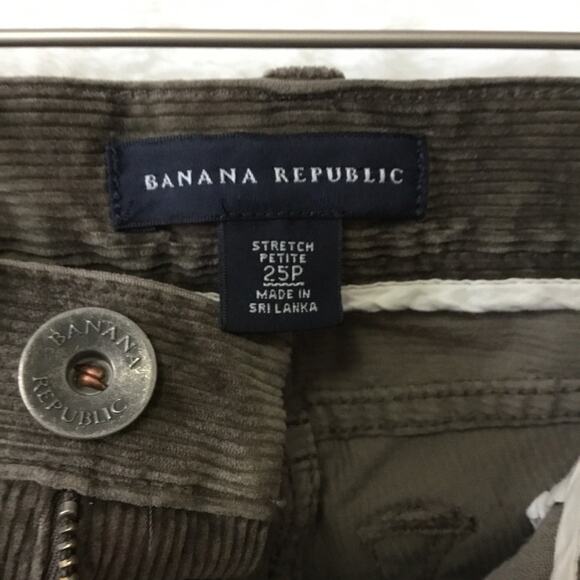 BANANA REPUBLIC
STRETCH
PETITE
25P
MADE IN
SRI LANKA
BANANA
REPUBLIC